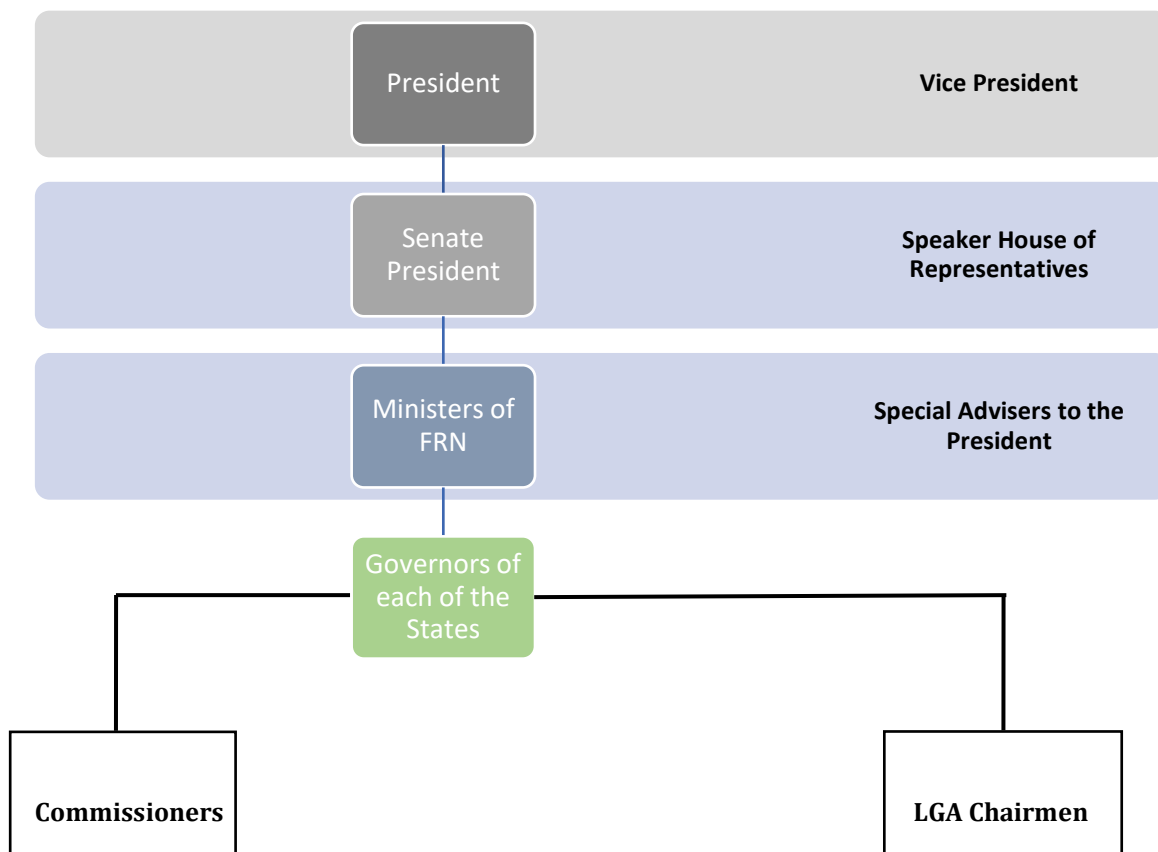 President
Vice President
Senate
President
Speaker House of
Representatives
Ministers of
FRN
Special Advisers to the
President
Governors of
each of the
States
Commissioners
LGA Chairmen